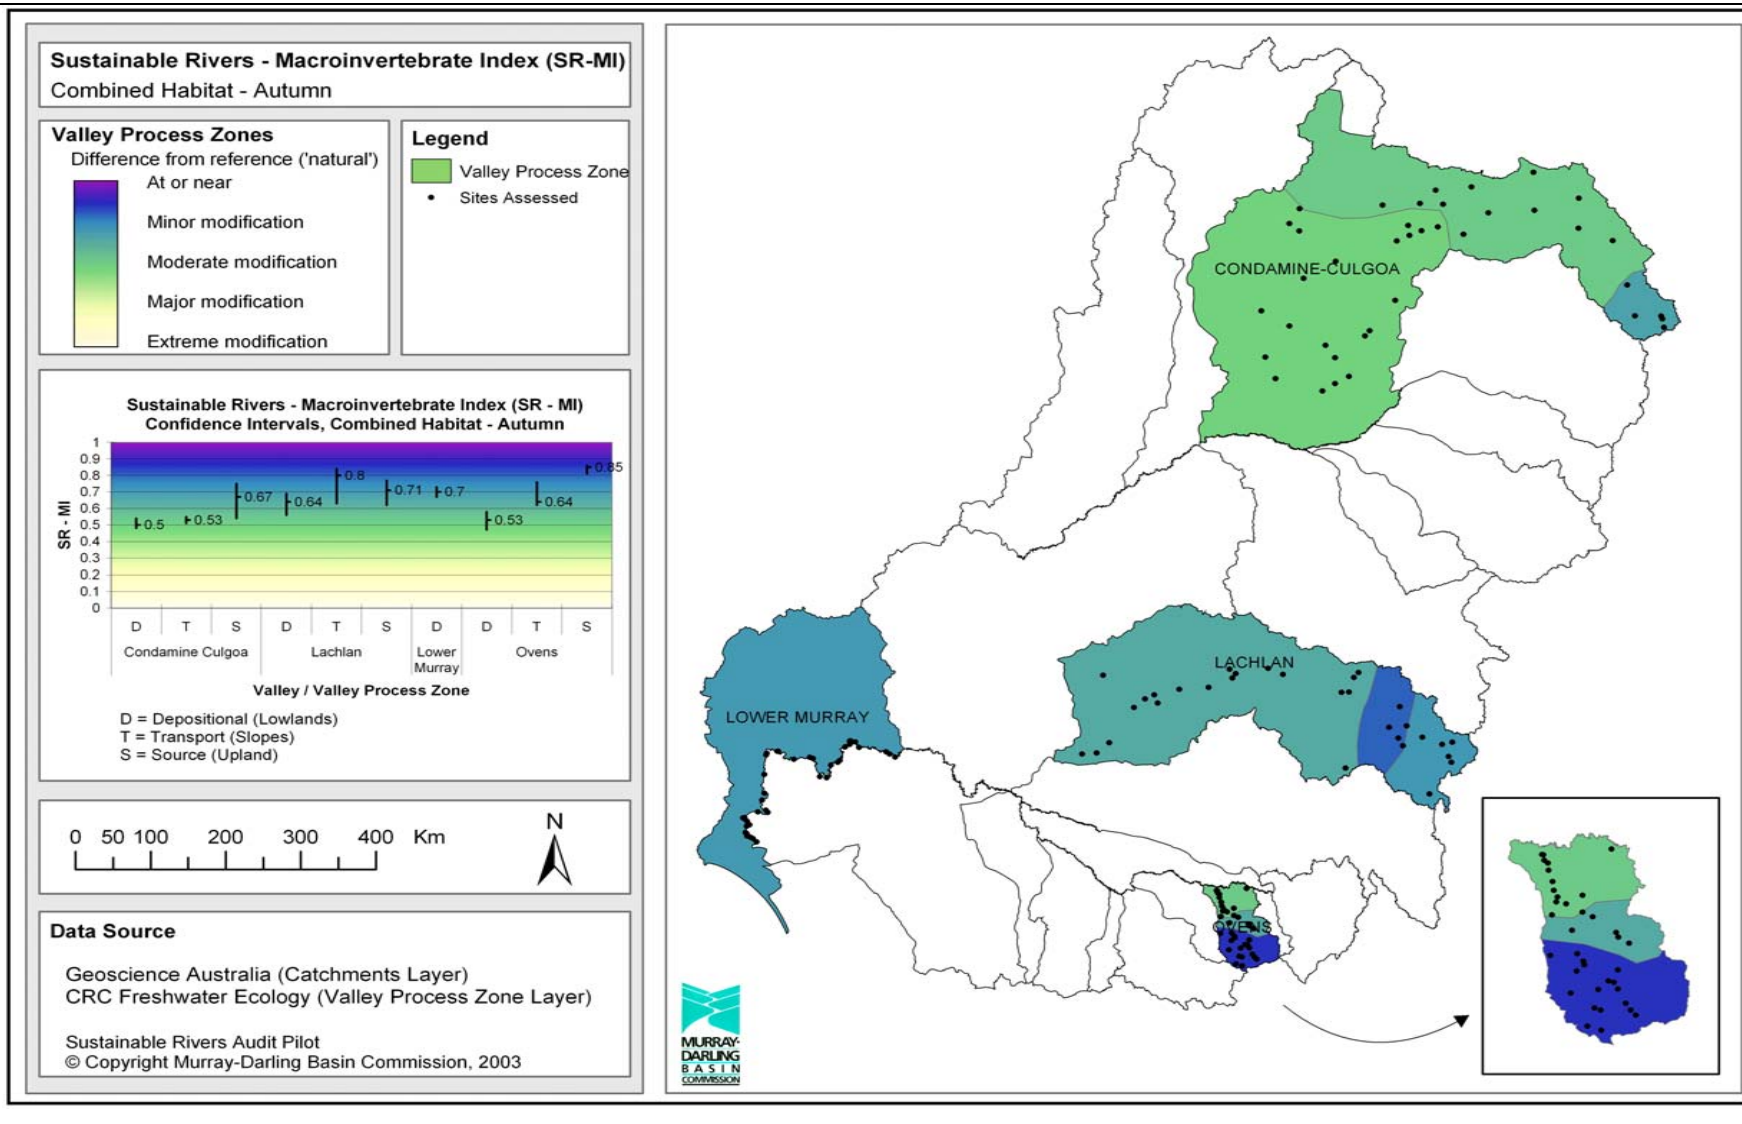 Sustainable Rivers - Macroinvertebrate Index (SR-MI)
Combined Habitat - Autumn
Valley Process Zones
Difference from reference ('natural')
At or near
Minor modification
Moderate modification
Major modification
Extreme modification
Legend
Valley Process Zone
Sites Assessed
Sustainable Rivers - Macroinvertebrate Index (SR - MI)
Confidence Intervals, Combined Habitat - Autumn
SR - MI
1
0.9
0.8
0.7
0.6
0.5
0.4
0.3
0.2
0.1
0
0.5
0.53
0.67
0.64
0.8
0.71
0.7
0.53
0.64
0.85
D T S D T S D D T S
Condamine Culgoa Lachlan Lower Murray Ovens
Valley / Valley Process Zone
D = Depositional (Lowlands)
T = Transport (Slopes)
S = Source (Upland)
0 50 100 200 300 400 Km
N
Data Source
Geoscience Australia (Catchments Layer)
CRC Freshwater Ecology (Valley Process Zone Layer)
Sustainable Rivers Audit Pilot
© Copyright Murray-Darling Basin Commission, 2003
CONDAMINE-CULGOA
LACHLAN
LOWER MURRAY
OVENS
MURRAY-
DARLING
BASIN
COMMISSION